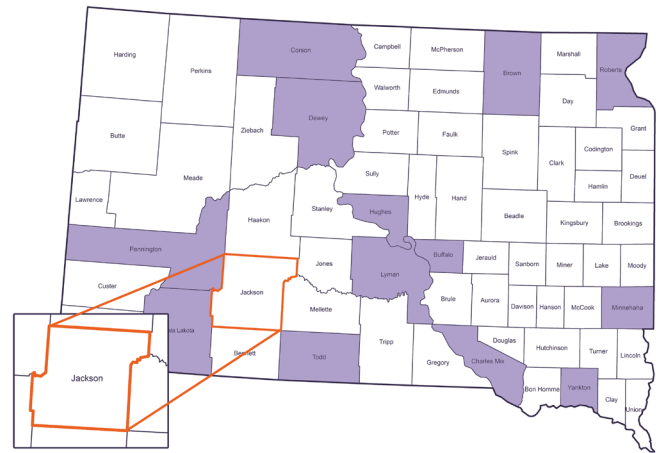 Harding
Perkins
Corson
Campbell
McPherson
Brown
Marshall
Roberts
Walworth
Edmunds
Day
Dewey
Ziebach
Butte
Potter
Faulk
Grant
Codington
Spink
Clark
Meade
Sully
Deuel
Hamlin
Hyde
Hand
Lawrence
Stanley
Hughes
Haakon
Beadle
Kingsbury
Brookings
Pennington
Buffalo
Jerauld
Sanborn
Miner
Lake
Moody
Jones
Lyman
Custer
Jackson
Brule
Aurora
Davison
Hanson
McCook
Minnehaha
Mellette
Lakota
Tripp
Douglas
Hutchinson
Turner
Lincoln
Bennett
Todd
Gregory
Charles Mix
Jackson
Bon Homme
Yankton
Clay
Union